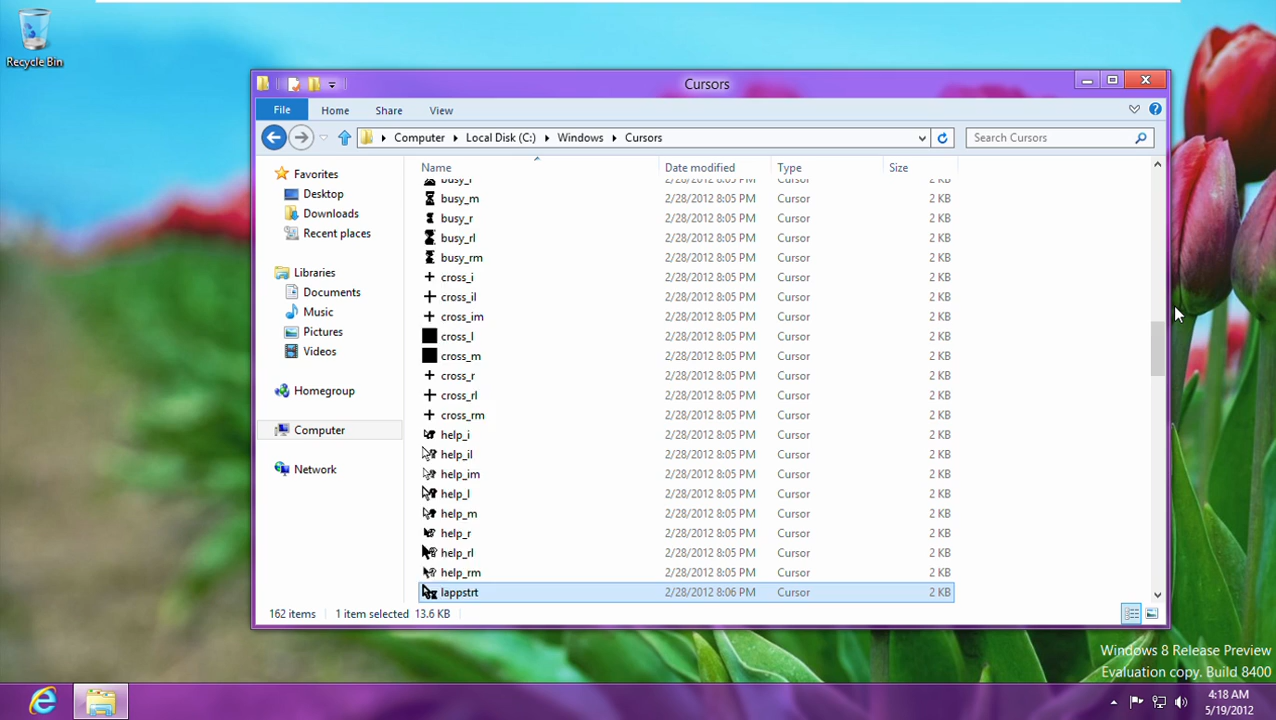 Recycle Bin
Cursors
File Home Share View
Computer Local Disk (C:) Windows Cursors Search Cursors
Name Date modified Type Size
Favorites
Desktop
Downloads
Recent places
Libraries
Documents
Music
Pictures
Videos
Homegroup
Computer
Network
busy_m 2/28/2012 8:05 PM Cursor 2 KB
busy_r 2/28/2012 8:05 PM Cursor 2 KB
busy_rl 2/28/2012 8:05 PM Cursor 2 KB
busy_rm 2/28/2012 8:05 PM Cursor 2 KB
cross_i 2/28/2012 8:05 PM Cursor 2 KB
cross_il 2/28/2012 8:05 PM Cursor 2 KB
cross_im 2/28/2012 8:05 PM Cursor 2 KB
cross_l 2/28/2012 8:05 PM Cursor 2 KB
cross_m 2/28/2012 8:05 PM Cursor 2 KB
cross_r 2/28/2012 8:05 PM Cursor 2 KB
cross_rl 2/28/2012 8:05 PM Cursor 2 KB
cross_rm 2/28/2012 8:05 PM Cursor 2 KB
help_i 2/28/2012 8:05 PM Cursor 2 KB
help_il 2/28/2012 8:05 PM Cursor 2 KB
help_im 2/28/2012 8:05 PM Cursor 2 KB
help_l 2/28/2012 8:05 PM Cursor 2 KB
help_m 2/28/2012 8:05 PM Cursor 2 KB
help_r 2/28/2012 8:05 PM Cursor 2 KB
help_rl 2/28/2012 8:05 PM Cursor 2 KB
help_rm 2/28/2012 8:05 PM Cursor 2 KB
lappstrt 2/28/2012 8:06 PM Cursor 2 KB
162 items 1 item selected 13.6 KB
Windows 8 Release Preview
Evaluation copy. Build 8400
4:18 AM
5/19/2012